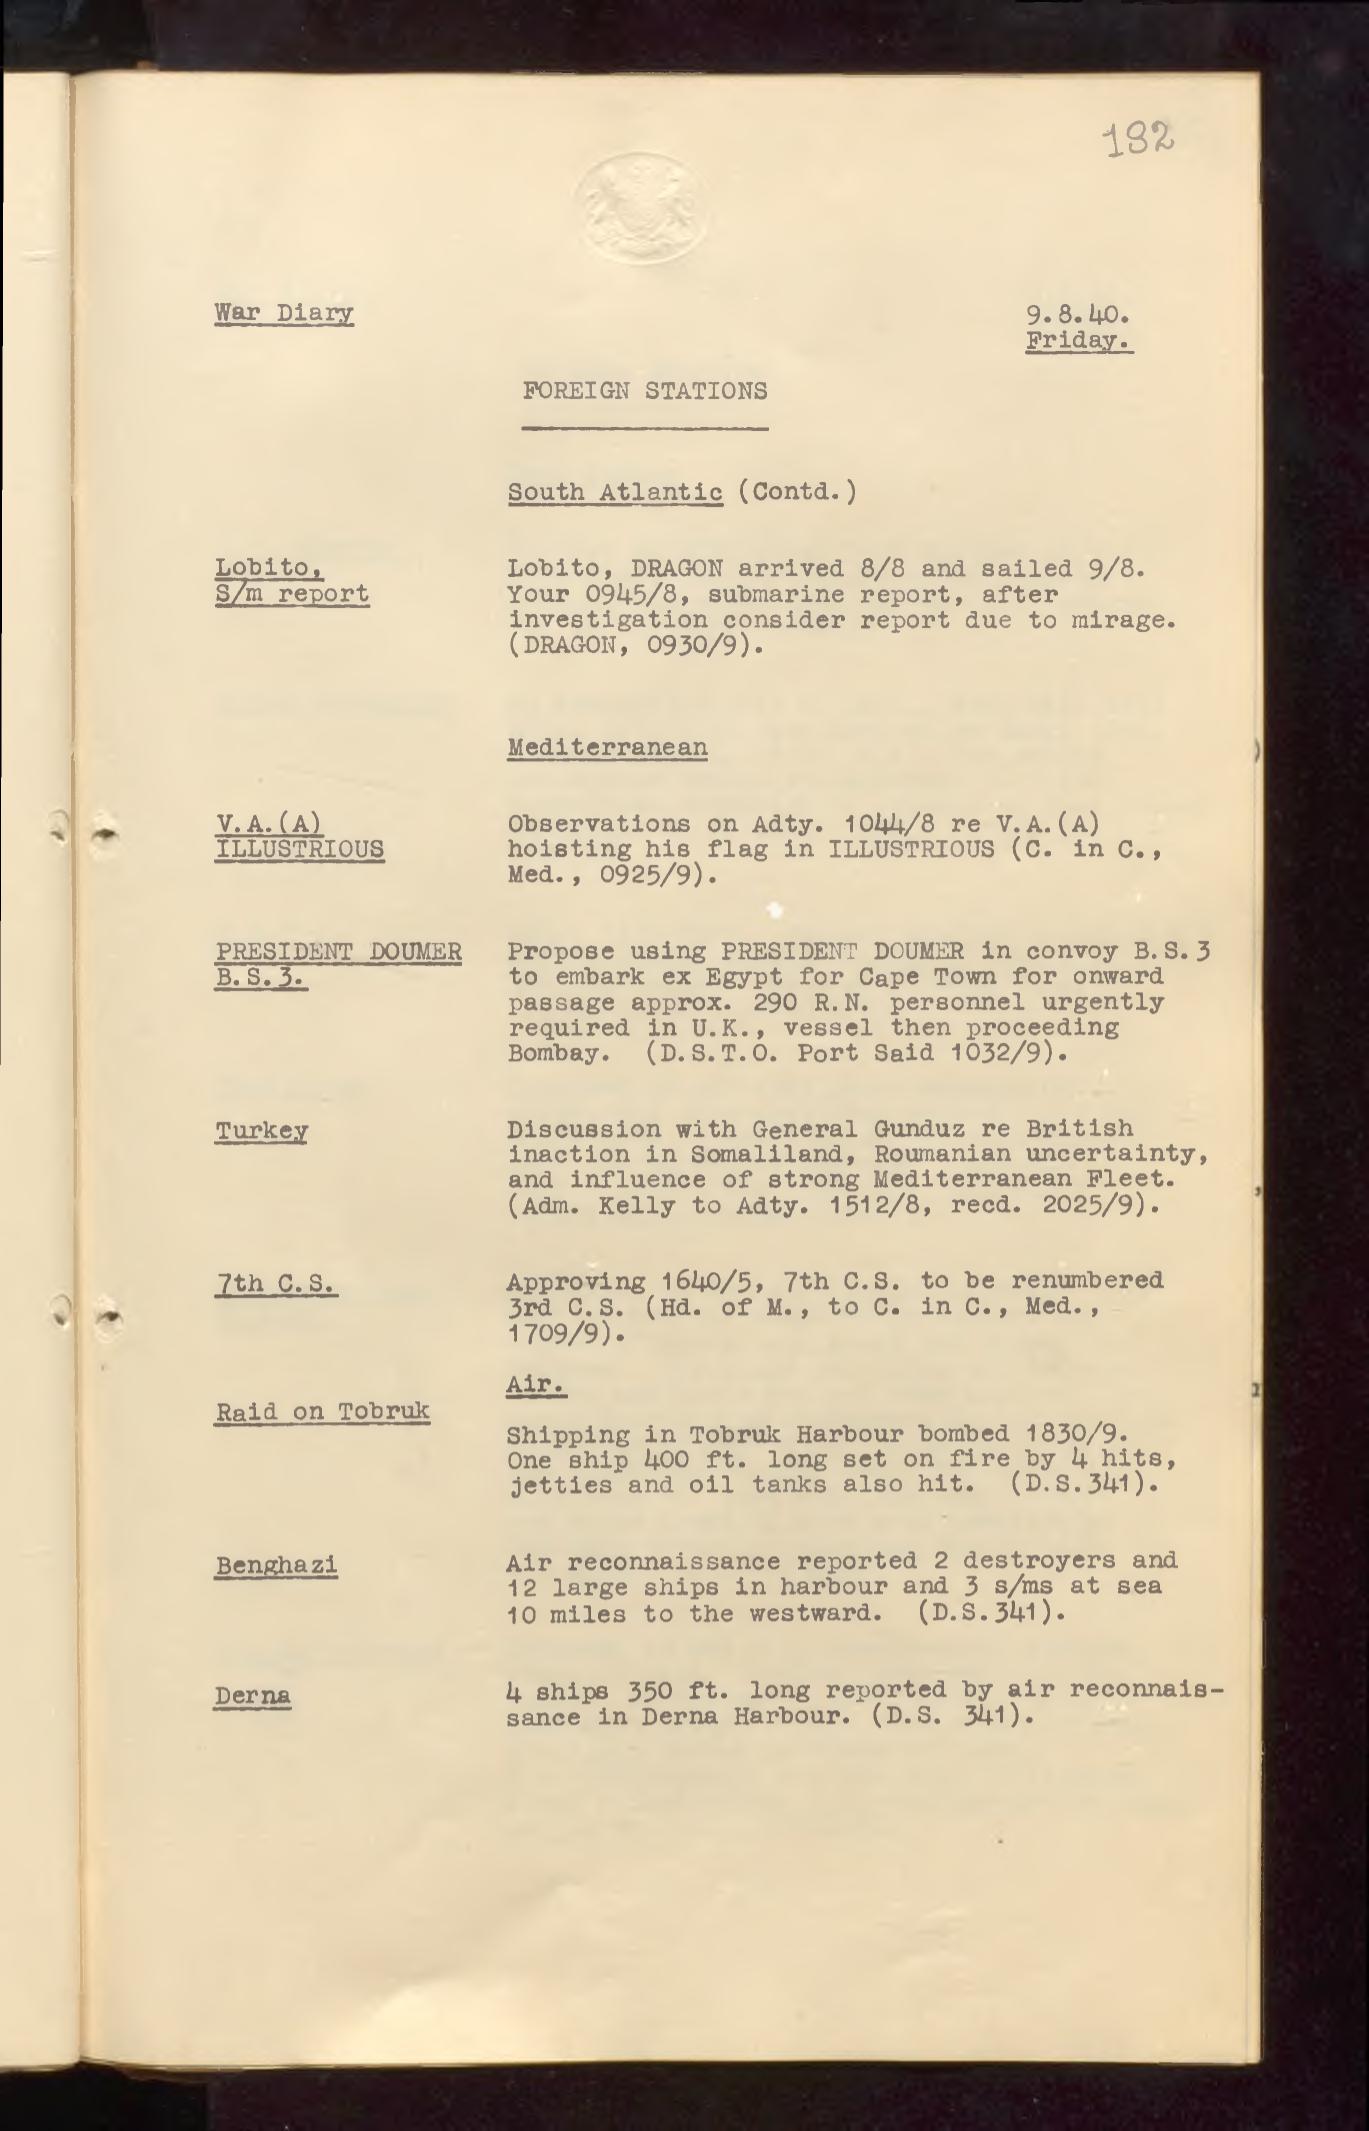 182
War Diary
9.8.40.
Friday.
FOREIGN STATIONS
South Atlantic (Contd.)
Lobito,
S/m report
Lobito, DRAGON arrived 8/8 and sailed 9/8.
Your 0945/8, submarine report, after
investigation consider report due to mirage.
(DRAGON, 0930/9).
Mediterranean
V.A.(A)
ILLUSTRIOUS
Observations on Adty. 1044/8 re V.A.(A)
hoisting his flag in ILLUSTRIOUS (C. in C.,
Med., 0925/9).
PRESIDENT DOUMER
B.S.3.
Propose using PRESIDENT DOUMER in convoy B.S.3
to embark ex Egypt for Cape Town for onward
passage approx. 290 R.N. personnel urgently
required in U.K., vessel then proceeding
Bombay. (D.S.T.O. Port Said 1032/9).
Turkey
Discussion with General Gunduz re British
inaction in Somaliland, Roumanian uncertainty,
and influence of strong Mediterranean Fleet.
(Adm. Kelly to Adty. 1512/8, recd. 2025/9).
7th C.S.
Approving 1640/5, 7th C.S. to be renumbered
3rd C.S. (Hd. of M., to C. in C., Med.,
1709/9).
Air.
Raid on Tobruk
Shipping in Tobruk Harbour bombed 1830/9.
One ship 400 ft. long set on fire by 4 hits,
jetties and oil tanks also hit. (D.S.341).
Benghazi
Air reconnaissance reported 2 destroyers and
12 large ships in harbour and 3 s/ms at sea
10 miles to the westward. (D.S.341).
Derna
4 ships 350 ft. long reported by air reconnais-
sance in Derna Harbour. (D.S. 341).